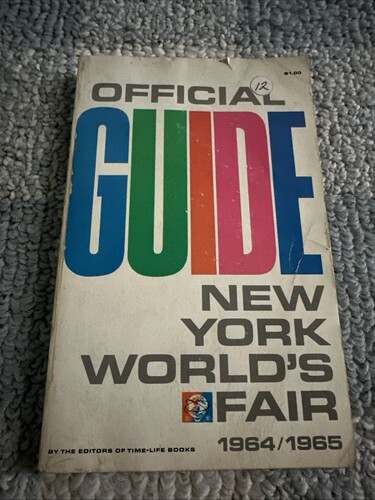 $1.00
12
OFFICIAL
GUIDE
NEW
YORK
WORLD'S
FAIR
1964/1965
BY THE EDITORS OF TIME-LIFE BOOKS